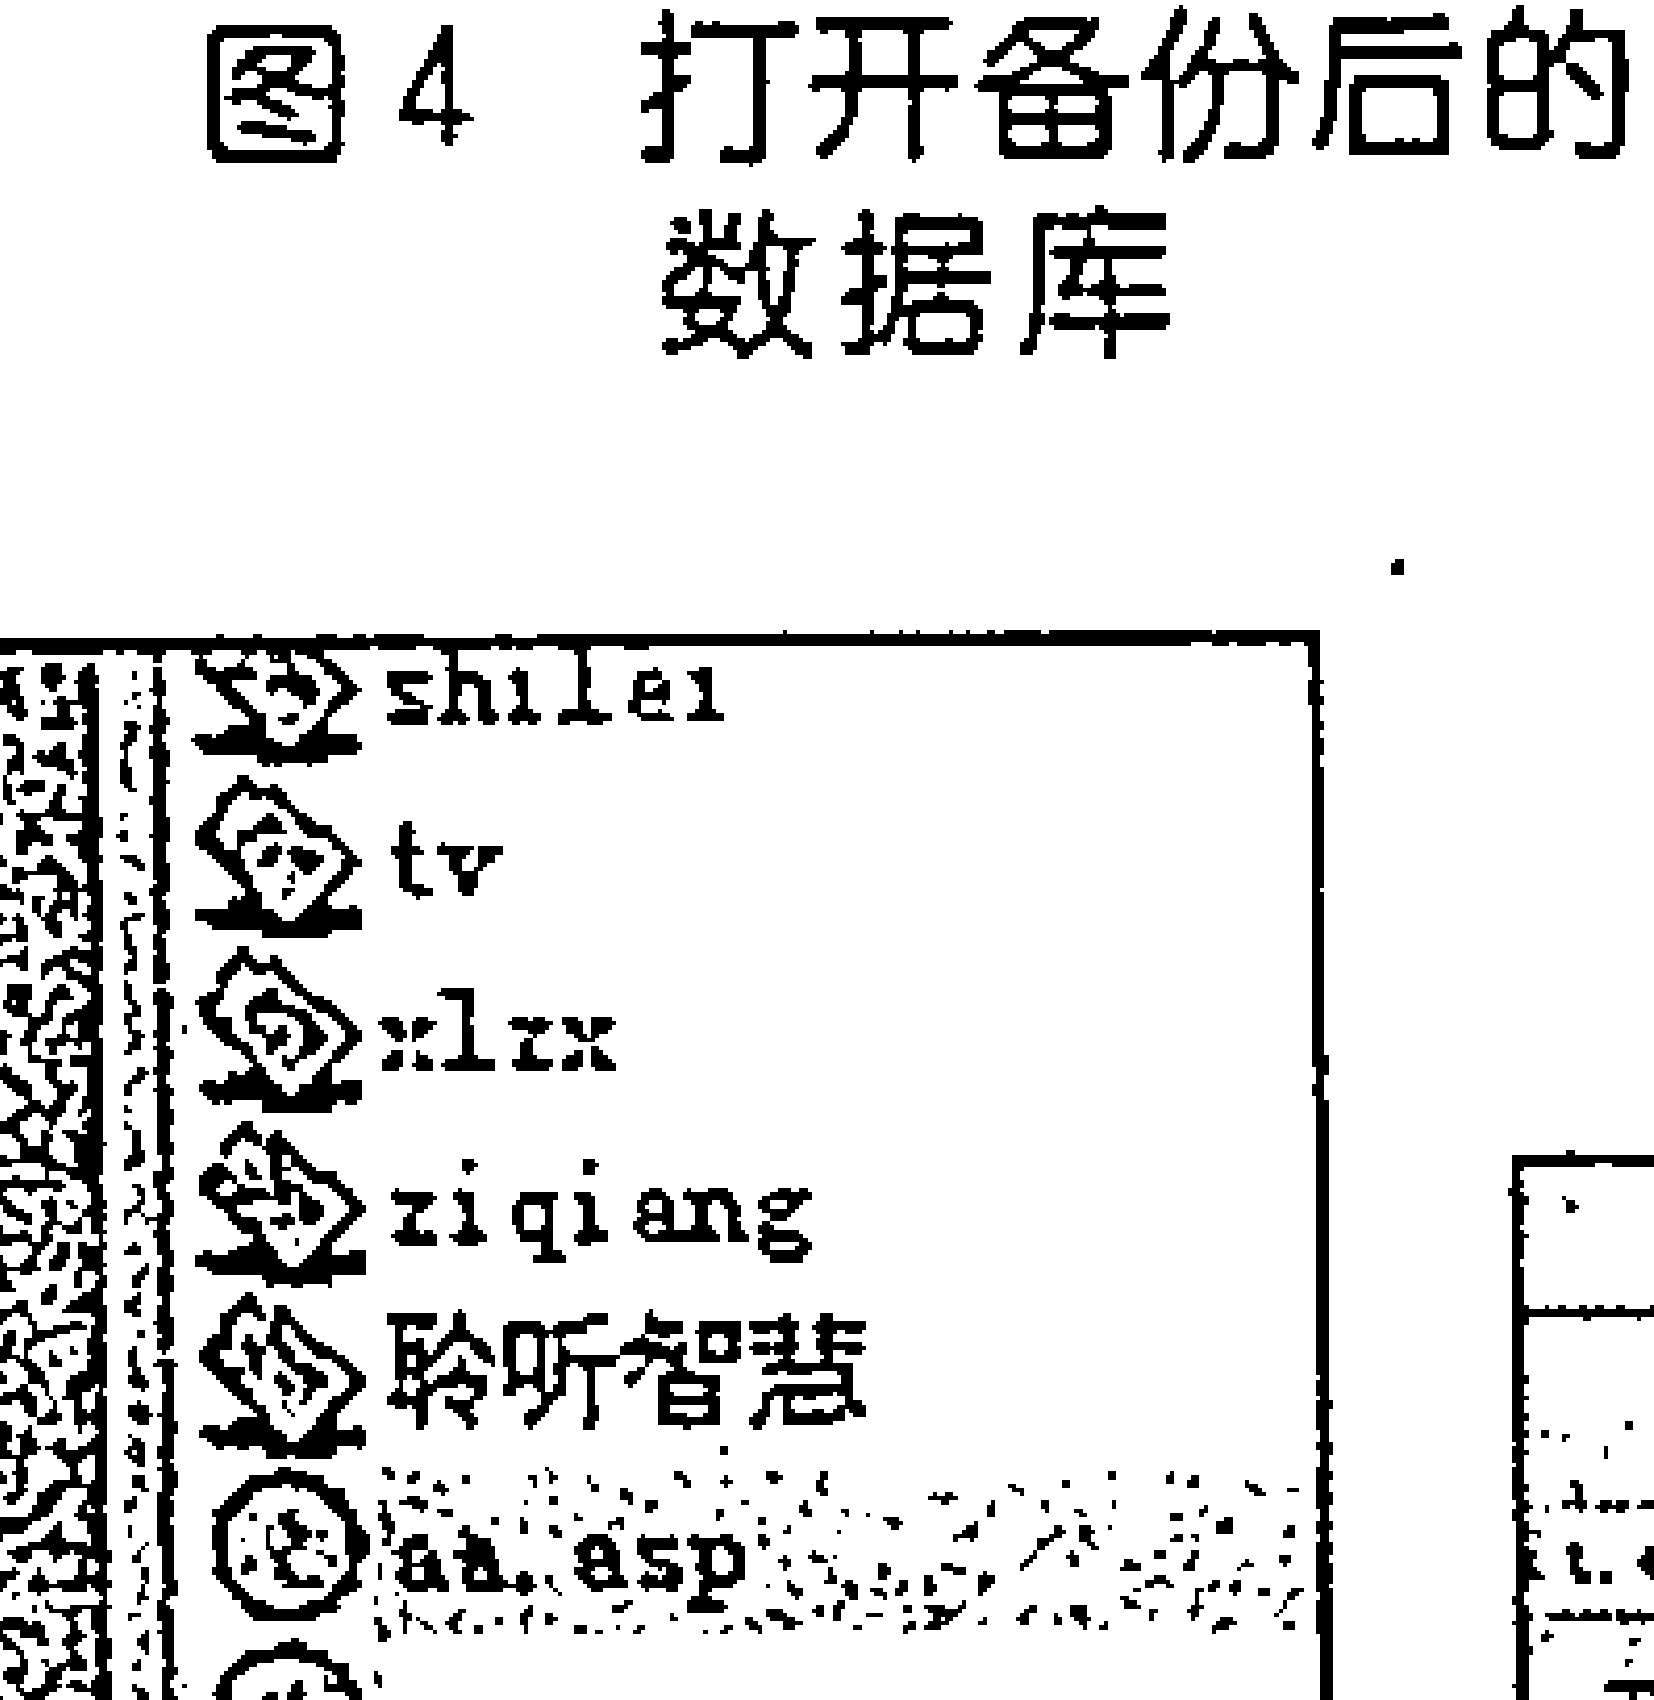 图4 打开备份后的
数据库
shilei
tv
xlrx
ziqiang
聆听智慧
aa.asp